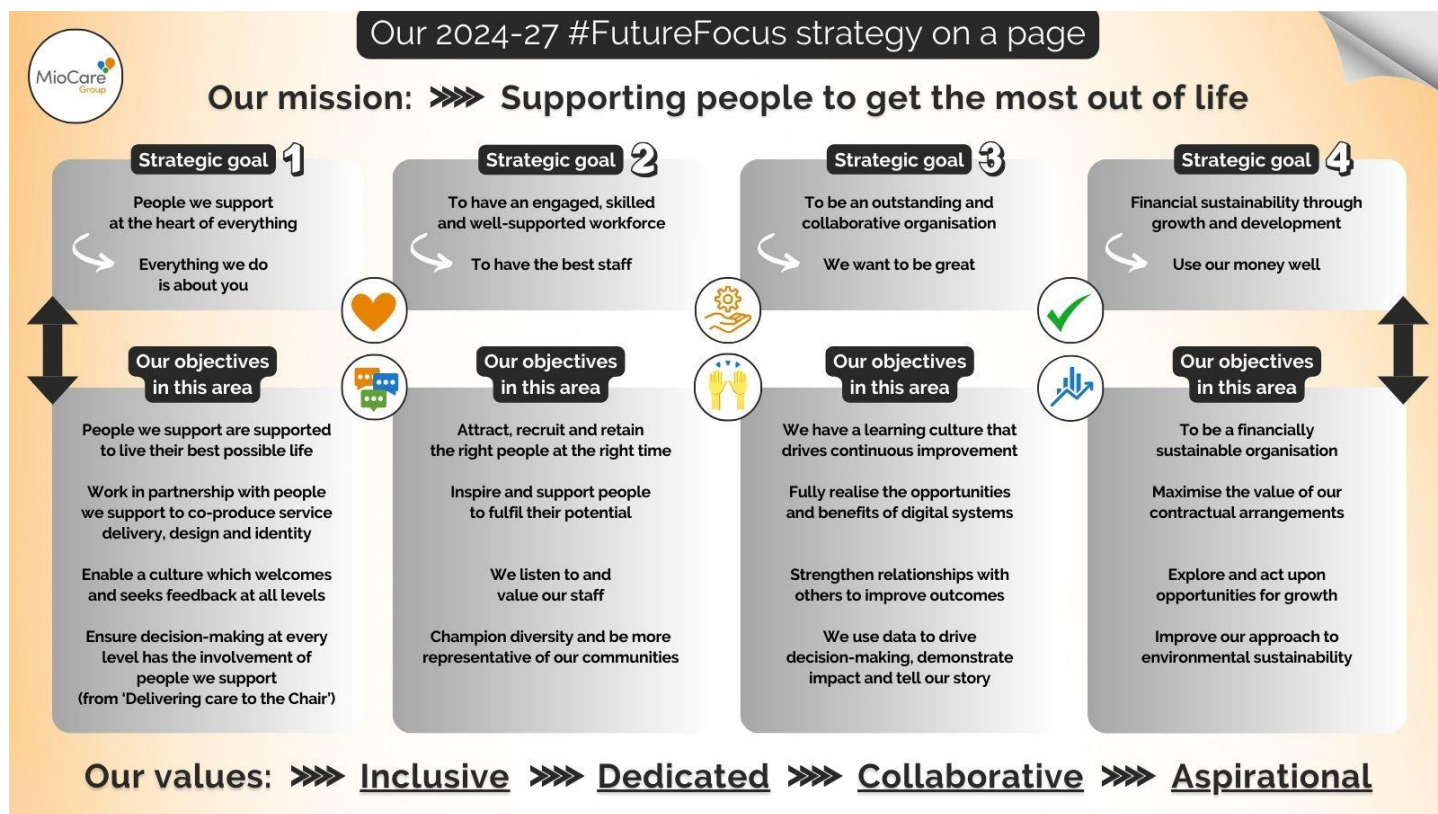 Our 2024-27 #FutureFocus strategy on a page
MioCare
Group
Our mission: Supporting people to get the most out of life
Strategic goal 1
People we support
at the heart of everything
Everything we do
is about you
Strategic goal 2
To have an engaged, skilled
and well-supported workforce
To have the best staff
Strategic goal 3
To be an outstanding and
collaborative organisation
We want to be great
Strategic goal 4
Financial sustainability through
growth and development
Use our money well
Our objectives
in this area
People we support are supported
to live their best possible life
Work in partnership with people
we support to co-produce service
delivery, design and identity
Enable a culture which welcomes
and seeks feedback at all levels
Ensure decision-making at every
level has the involvement of
people we support
(from ‘Delivering care to the Chair’)
Our objectives
in this area
Attract, recruit and retain
the right people at the right time
Inspire and support people
to fulfil their potential
We listen to and
value our staff
Champion diversity and be more
representative of our communities
Our objectives
in this area
We have a learning culture that
drives continuous improvement
Fully realise the opportunities
and benefits of digital systems
Strengthen relationships with
others to improve outcomes
We use data to drive
decision-making, demonstrate
impact and tell our story
Our objectives
in this area
To be a financially
sustainable organisation
Maximise the value of our
contractual arrangements
Explore and act upon
opportunities for growth
Improve our approach to
environmental sustainability
Our values: Inclusive Dedicated Collaborative Aspirational